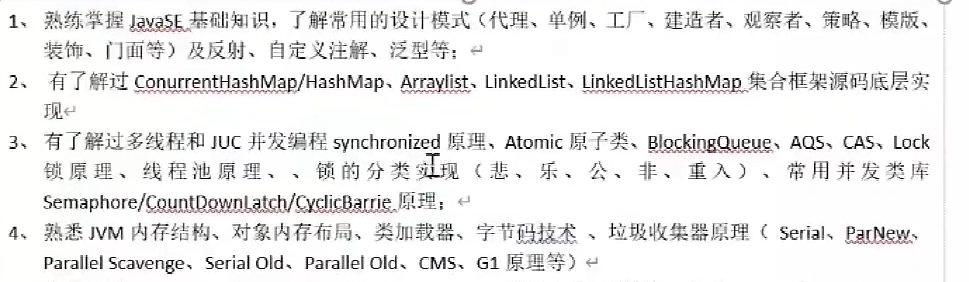 1、 熟练掌握 JavaSE 基础知识，了解常用的设计模式（代理、单例、工厂、建造者、观察者、策略、模版、
装饰、门面等）及反射、自定义注解、泛型等；
2、 有了解过 ConurrentHashMap/HashMap、Arraylist、LinkedList、LinkedListHashMap 集合框架源码底层实
现
3、 有了解过多线程和 JUC 并发编程 synchronized 原理、Atomic 原子类、BlockingQueue、AQS、CAS、Lock
锁原理、线程池原理、、锁的分类实现（悲、乐、公、非、重入）、常用并发类库
Semaphore/CountDownLatch/CyclicBarrie 原理；
4、 熟悉 JVM 内存结构、对象内存布局、类加载器、字节码技术 、垃圾收集器原理（ Serial、ParNew、
Parallel Scavenge、Serial Old、Parallel Old、CMS、G1 原理等）